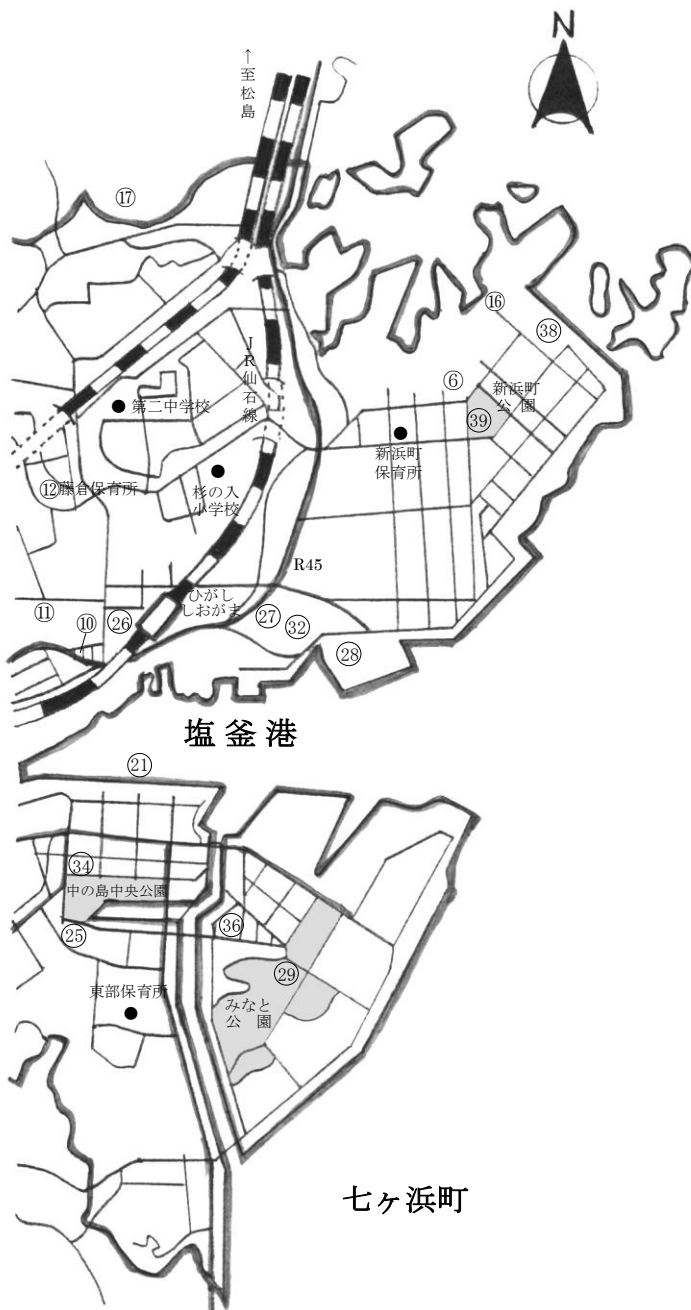 N
↑至松島
⑰
⑯
㊳
JR仙石線
⑥
新浜町
公園
第二中学校
㊴
新浜町
保育所
⑫藤倉保育所
杉の入
小学校
R45
ひがし
しおがま
⑪
⑩
㉖
㉗
㉜
㉘
塩釜港
㉑
㉞
中の島中央公園
㊱
㉕
㉙
東部保育所
みなと
公園
七ヶ浜町